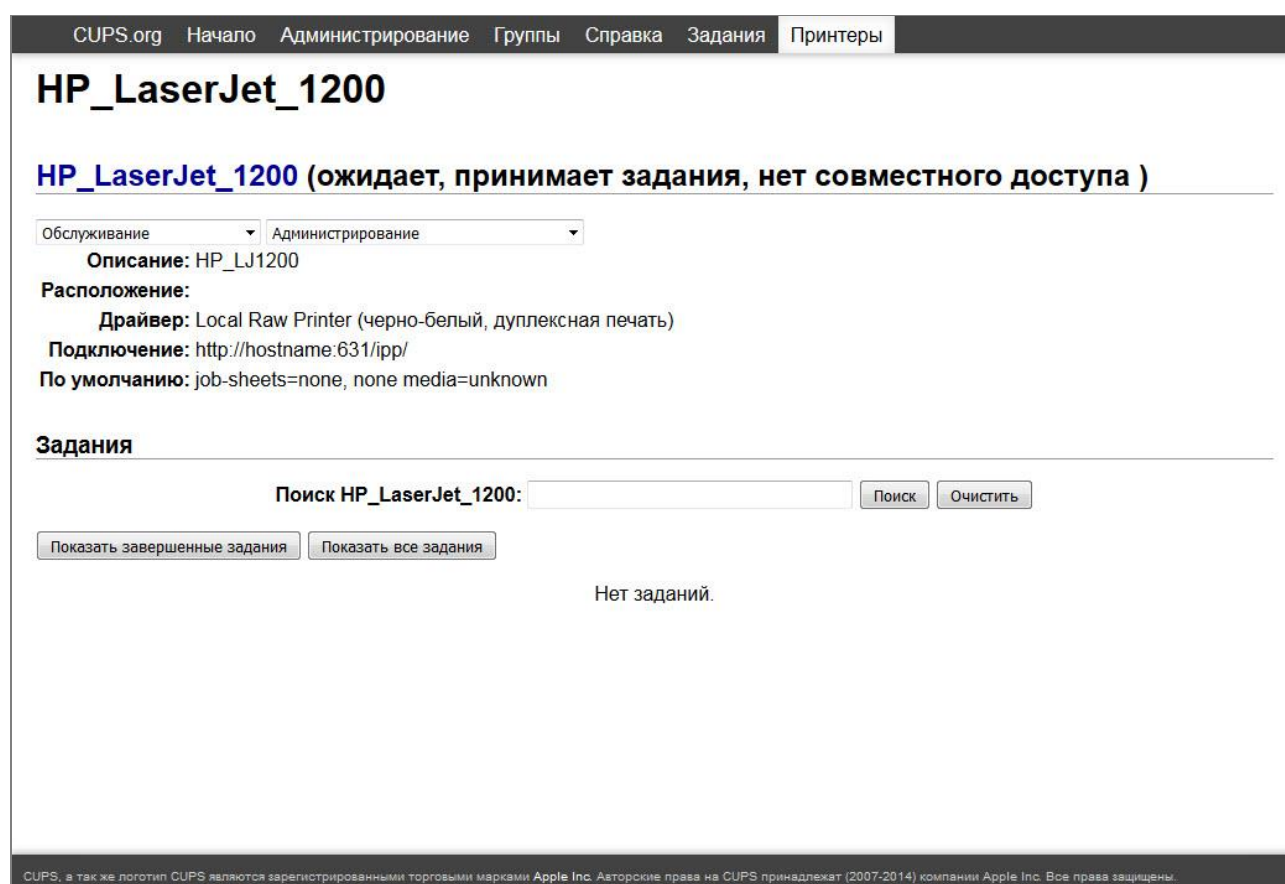 CUPS.org Начало Администрирование Группы Справка Задания Принтеры
HP_LaserJet_1200
HP_LaserJet_1200 (ожидает, принимает задания, нет совместного доступа )
Обслуживание Администрирование
Описание: HP_LJ1200
Расположение:
Драйвер: Local Raw Printer (черно-белый, дуплексная печать)
Подключение: http://hostname:631/ipp/
По умолчанию: job-sheets=none, none media=unknown
Задания
Поиск HP_LaserJet_1200: Поиск Очистить
Показать завершенные задания Показать все задания
Нет заданий.
CUPS, а так же логотип CUPS являются зарегистрированными торговыми марками Apple Inc. Авторские права на CUPS принадлежат (2007-2014) компании Apple Inc. Все права защищены.